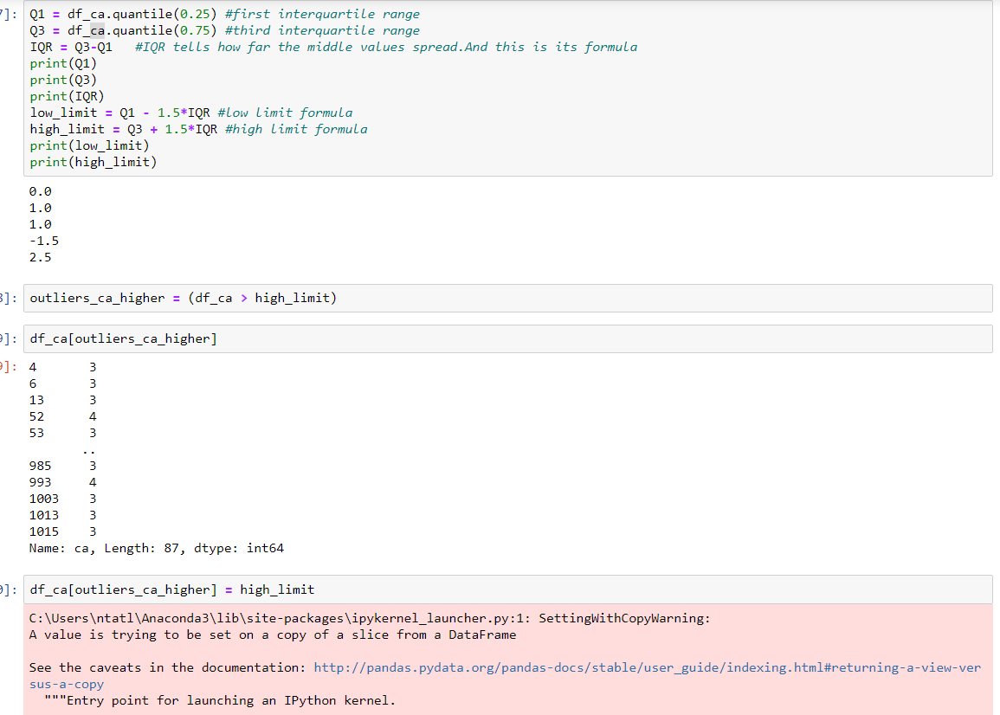 7]: Q1 = df_ca.quantile(0.25) #first interquartile range
Q3 = df_ca.quantile(0.75) #third interquartile range
IQR = Q3-Q1   #IQR tells how far the middle values spread.And this is its formula
print(Q1)
print(Q3)
print(IQR)
low_limit = Q1 - 1.5*IQR #low limit formula
high_limit = Q3 + 1.5*IQR #high limit formula
print(low_limit)
print(high_limit)
0.0
1.0
1.0
-1.5
2.5
]: outliers_ca_higher = (df_ca > high_limit)
]: df_ca[outliers_ca_higher]
]: 4       3
6       3
13      3
52      4
53      3
..
985     3
993     4
1003    3
1013    3
1015    3
Name: ca, Length: 87, dtype: int64
]: df_ca[outliers_ca_higher] = high_limit
C:\Users\ntatl\Anaconda3\lib\site-packages\ipykernel_launcher.py:1: SettingWithCopyWarning:
A value is trying to be set on a copy of a slice from a DataFrame
See the caveats in the documentation: http://pandas.pydata.org/pandas-docs/stable/user_guide/indexing.html#returning-a-view-ver
sus-a-copy
"""Entry point for launching an IPython kernel.